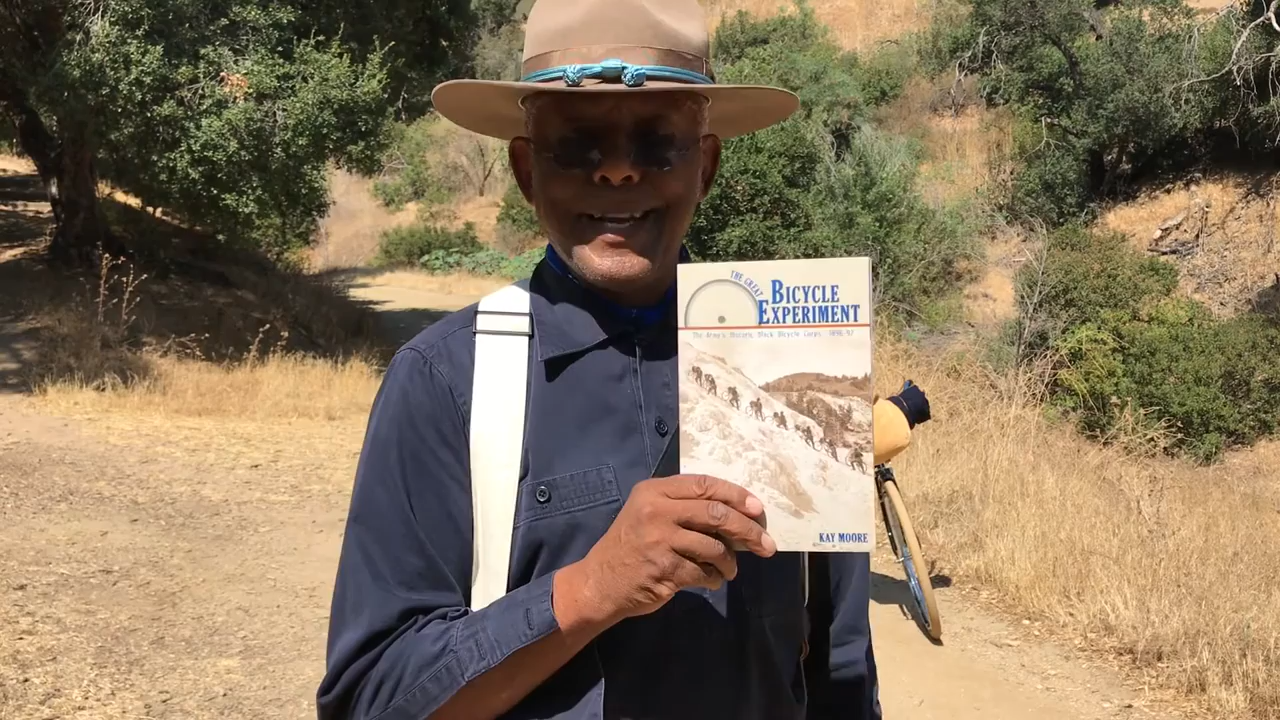 THE GREAT
BICYCLE
EXPERIMENT
The Army's Historic Black Bicycle Corps, 1896-97
KAY MOORE